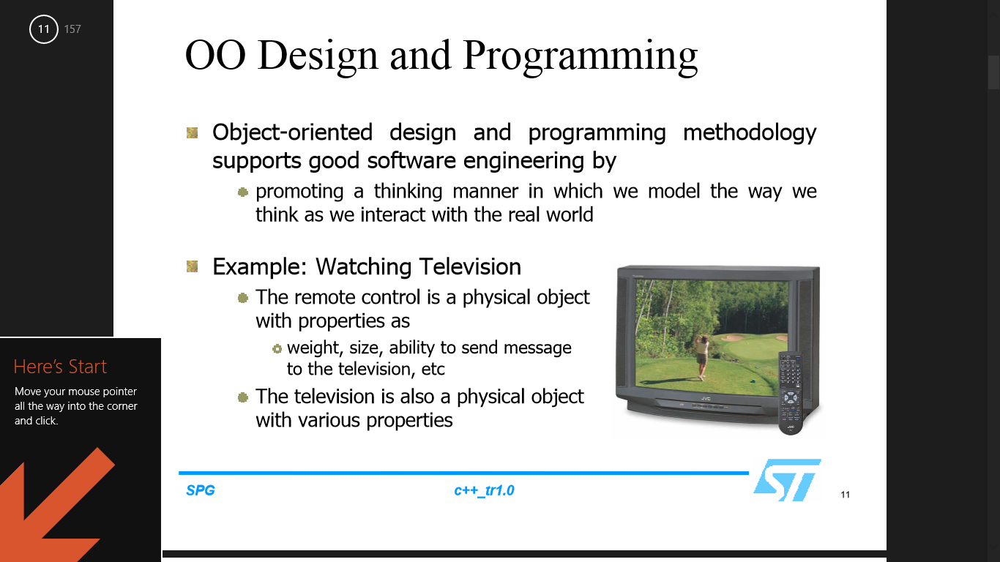 11 157
OO Design and Programming
Object-oriented design and programming methodology
supports good software engineering by
promoting a thinking manner in which we model the way we
think as we interact with the real world
Example: Watching Television
The remote control is a physical object
with properties as
weight, size, ability to send message
to the television, etc
The television is also a physical object
with various properties
JVC
JVC
SPG
c++_tr1.0
ST
11
Here's Start
Move your mouse pointer
all the way into the corner
and click.